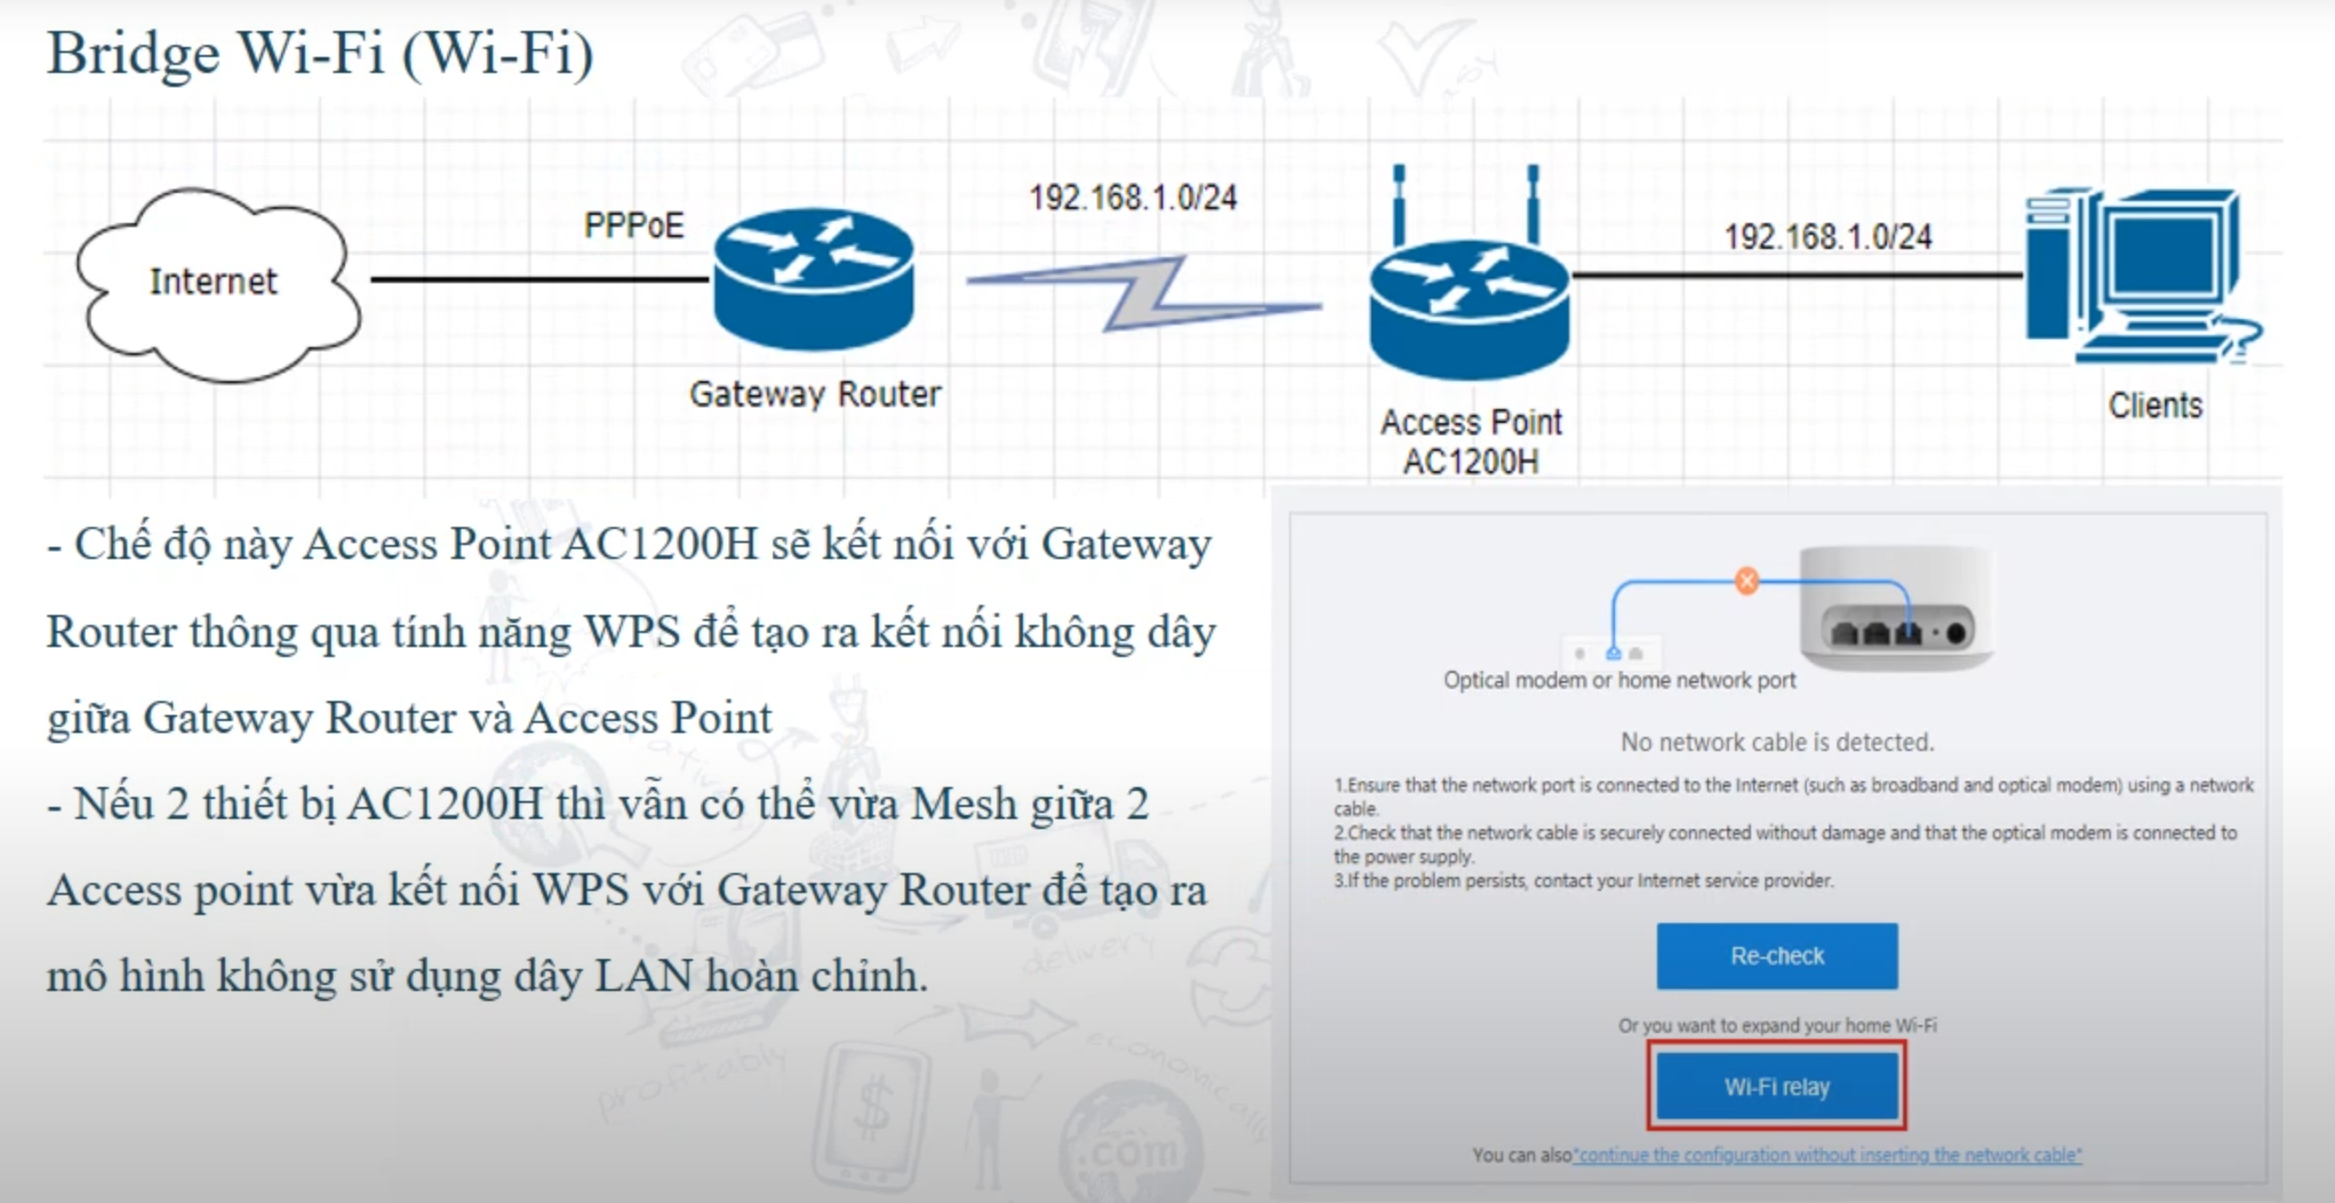 Bridge Wi-Fi (Wi-Fi)
Internet
PPPoE
Gateway Router
192.168.1.0/24
Access Point
AC1200H
192.168.1.0/24
Clients
- Chế độ này Access Point AC1200H sẽ kết nối với Gateway
Router thông qua tính năng WPS để tạo ra kết nối không dây
giữa Gateway Router và Access Point
- Nếu 2 thiết bị AC1200H thì vẫn có thể vừa Mesh giữa 2
Access point vừa kết nối WPS với Gateway Router để tạo ra
mô hình không sử dụng dây LAN hoàn chỉnh.
Optical modem or home network port
No network cable is detected.
1.Ensure that the network port is connected to the Internet (such as broadband and optical modem) using a network
cable.
2.Check that the network cable is securely connected without damage and that the optical modem is connected to
the power supply.
3.If the problem persists, contact your Internet service provider.
Re-check
Or you want to expand your home Wi-Fi
Wi-Fi relay
You can also"continue the configuration without inserting the network cable"
delivery
profitably
economically
$
.com